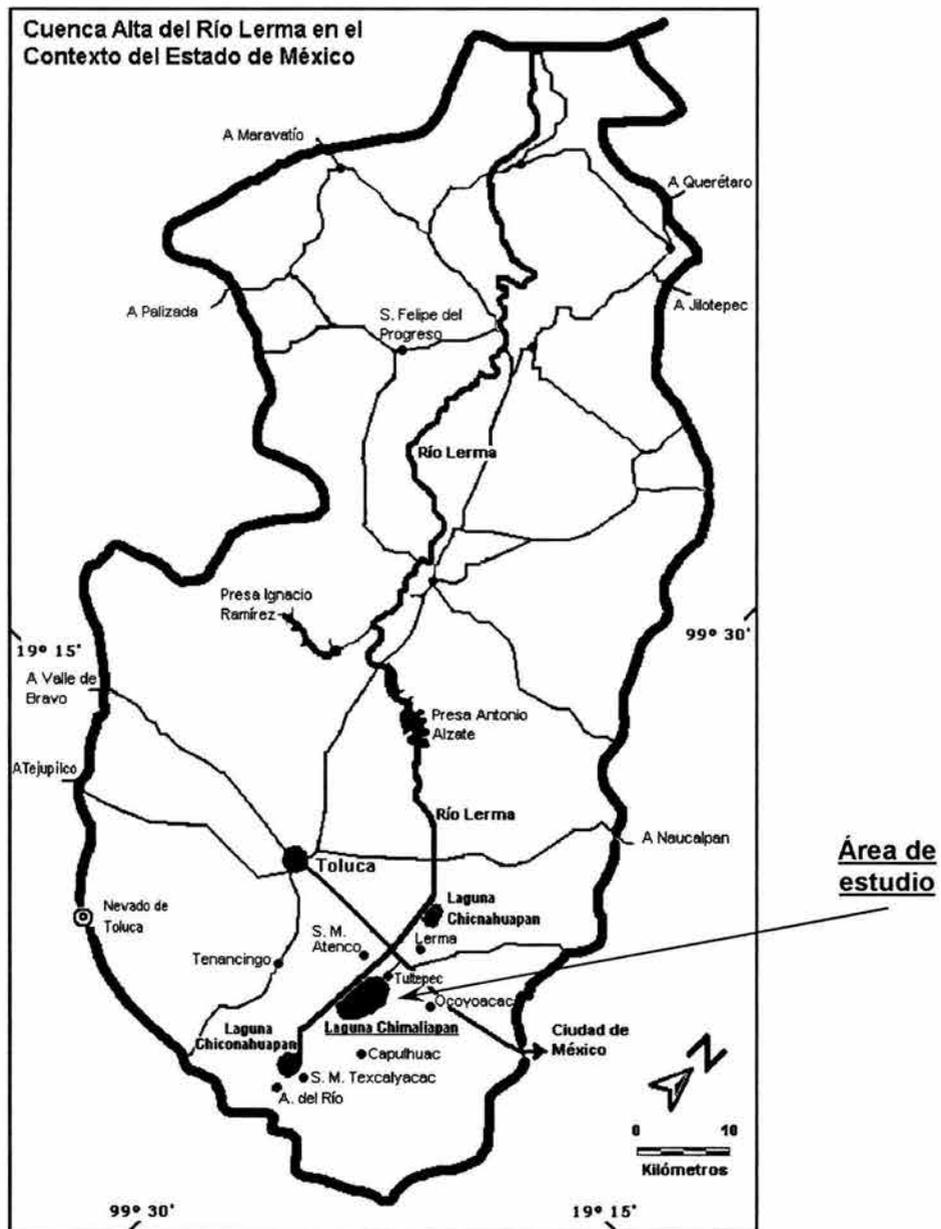 Cuenca Alta del Río Lerma en el
Contexto del Estado de México
A Maravatío
A Querétaro
A Palizada
A Jilotepec
S. Felipe del
Progreso
Río Lerma
Presa Ignacio
Ramírez
19° 15'
99° 30'
A Valle de
Bravo
Presa Antonio
Alzate
A Tejupilco
Río Lerma
A Naucalpan
Toluca
Área de
estudio
Nevado de
Toluca
Laguna
Chicnahuapan
S. M.
Atenco
Lerma
Tenancingo
Tultepec
Ocoyoacac
Laguna Chimaliapan
Laguna
Chiconahuapan
Ciudad de
México
Capulhuac
S. M. Texcalyacac
A. del Río
N
0 10
Kilómetros
99° 30'
19° 15'